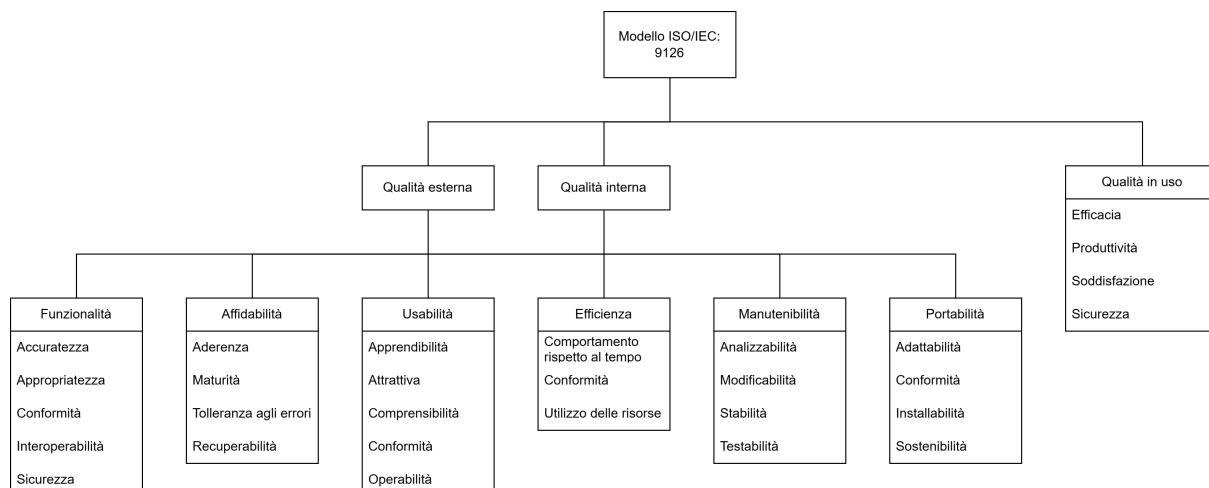 Modello ISO/IEC:
9126
Qualità esterna
Qualità interna
Qualità in uso
Efficacia
Produttività
Soddisfazione
Sicurezza
Funzionalità
Accuratezza
Appropriatezza
Conformità
Interoperabilità
Sicurezza
Affidabilità
Aderenza
Maturità
Tolleranza agli errori
Recuperabilità
Usabilità
Apprendibilità
Attrattiva
Comprensibilità
Conformità
Operabilità
Efficienza
Comportamento
rispetto al tempo
Conformità
Utilizzo delle risorse
Manutenibilità
Analizzabilità
Modificabilità
Stabilità
Testabilità
Portabilità
Adattabilità
Conformità
Installabilità
Sostenibilità